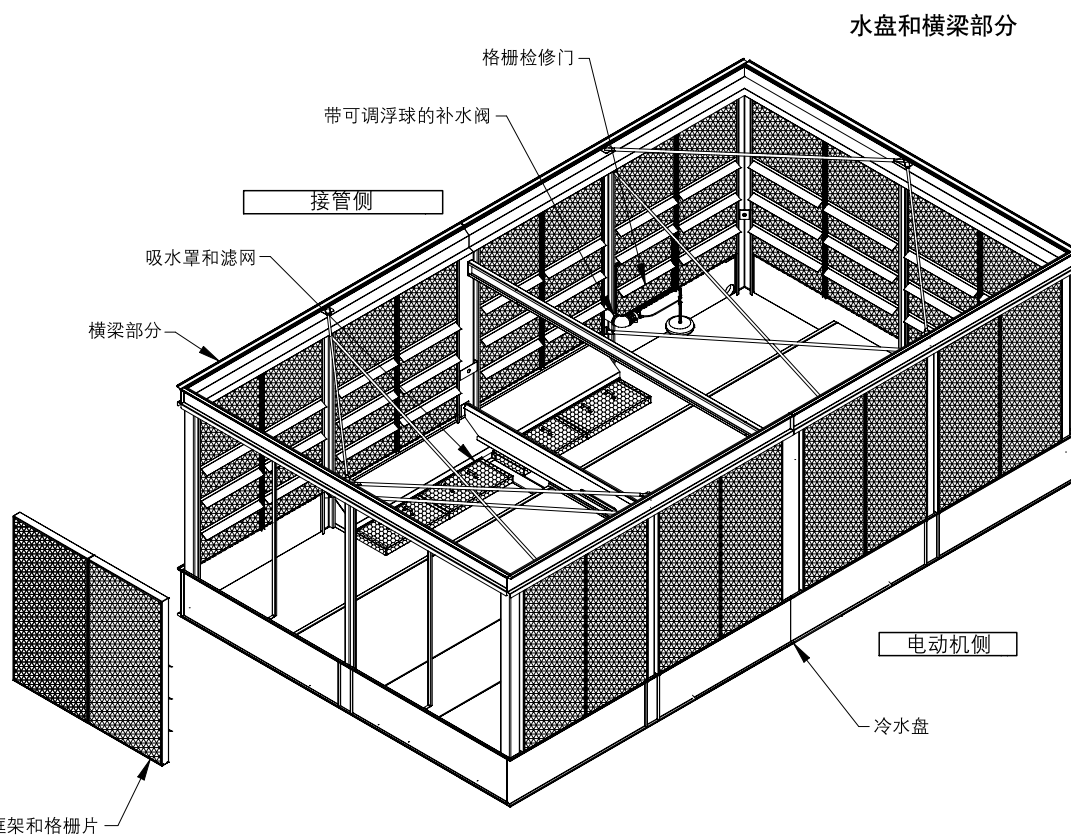 水盘和横梁部分
格栅检修门
带可调浮球的补水阀
接管侧
吸水罩和滤网
横梁部分
电动机侧
冷水盘
框架和格栅片